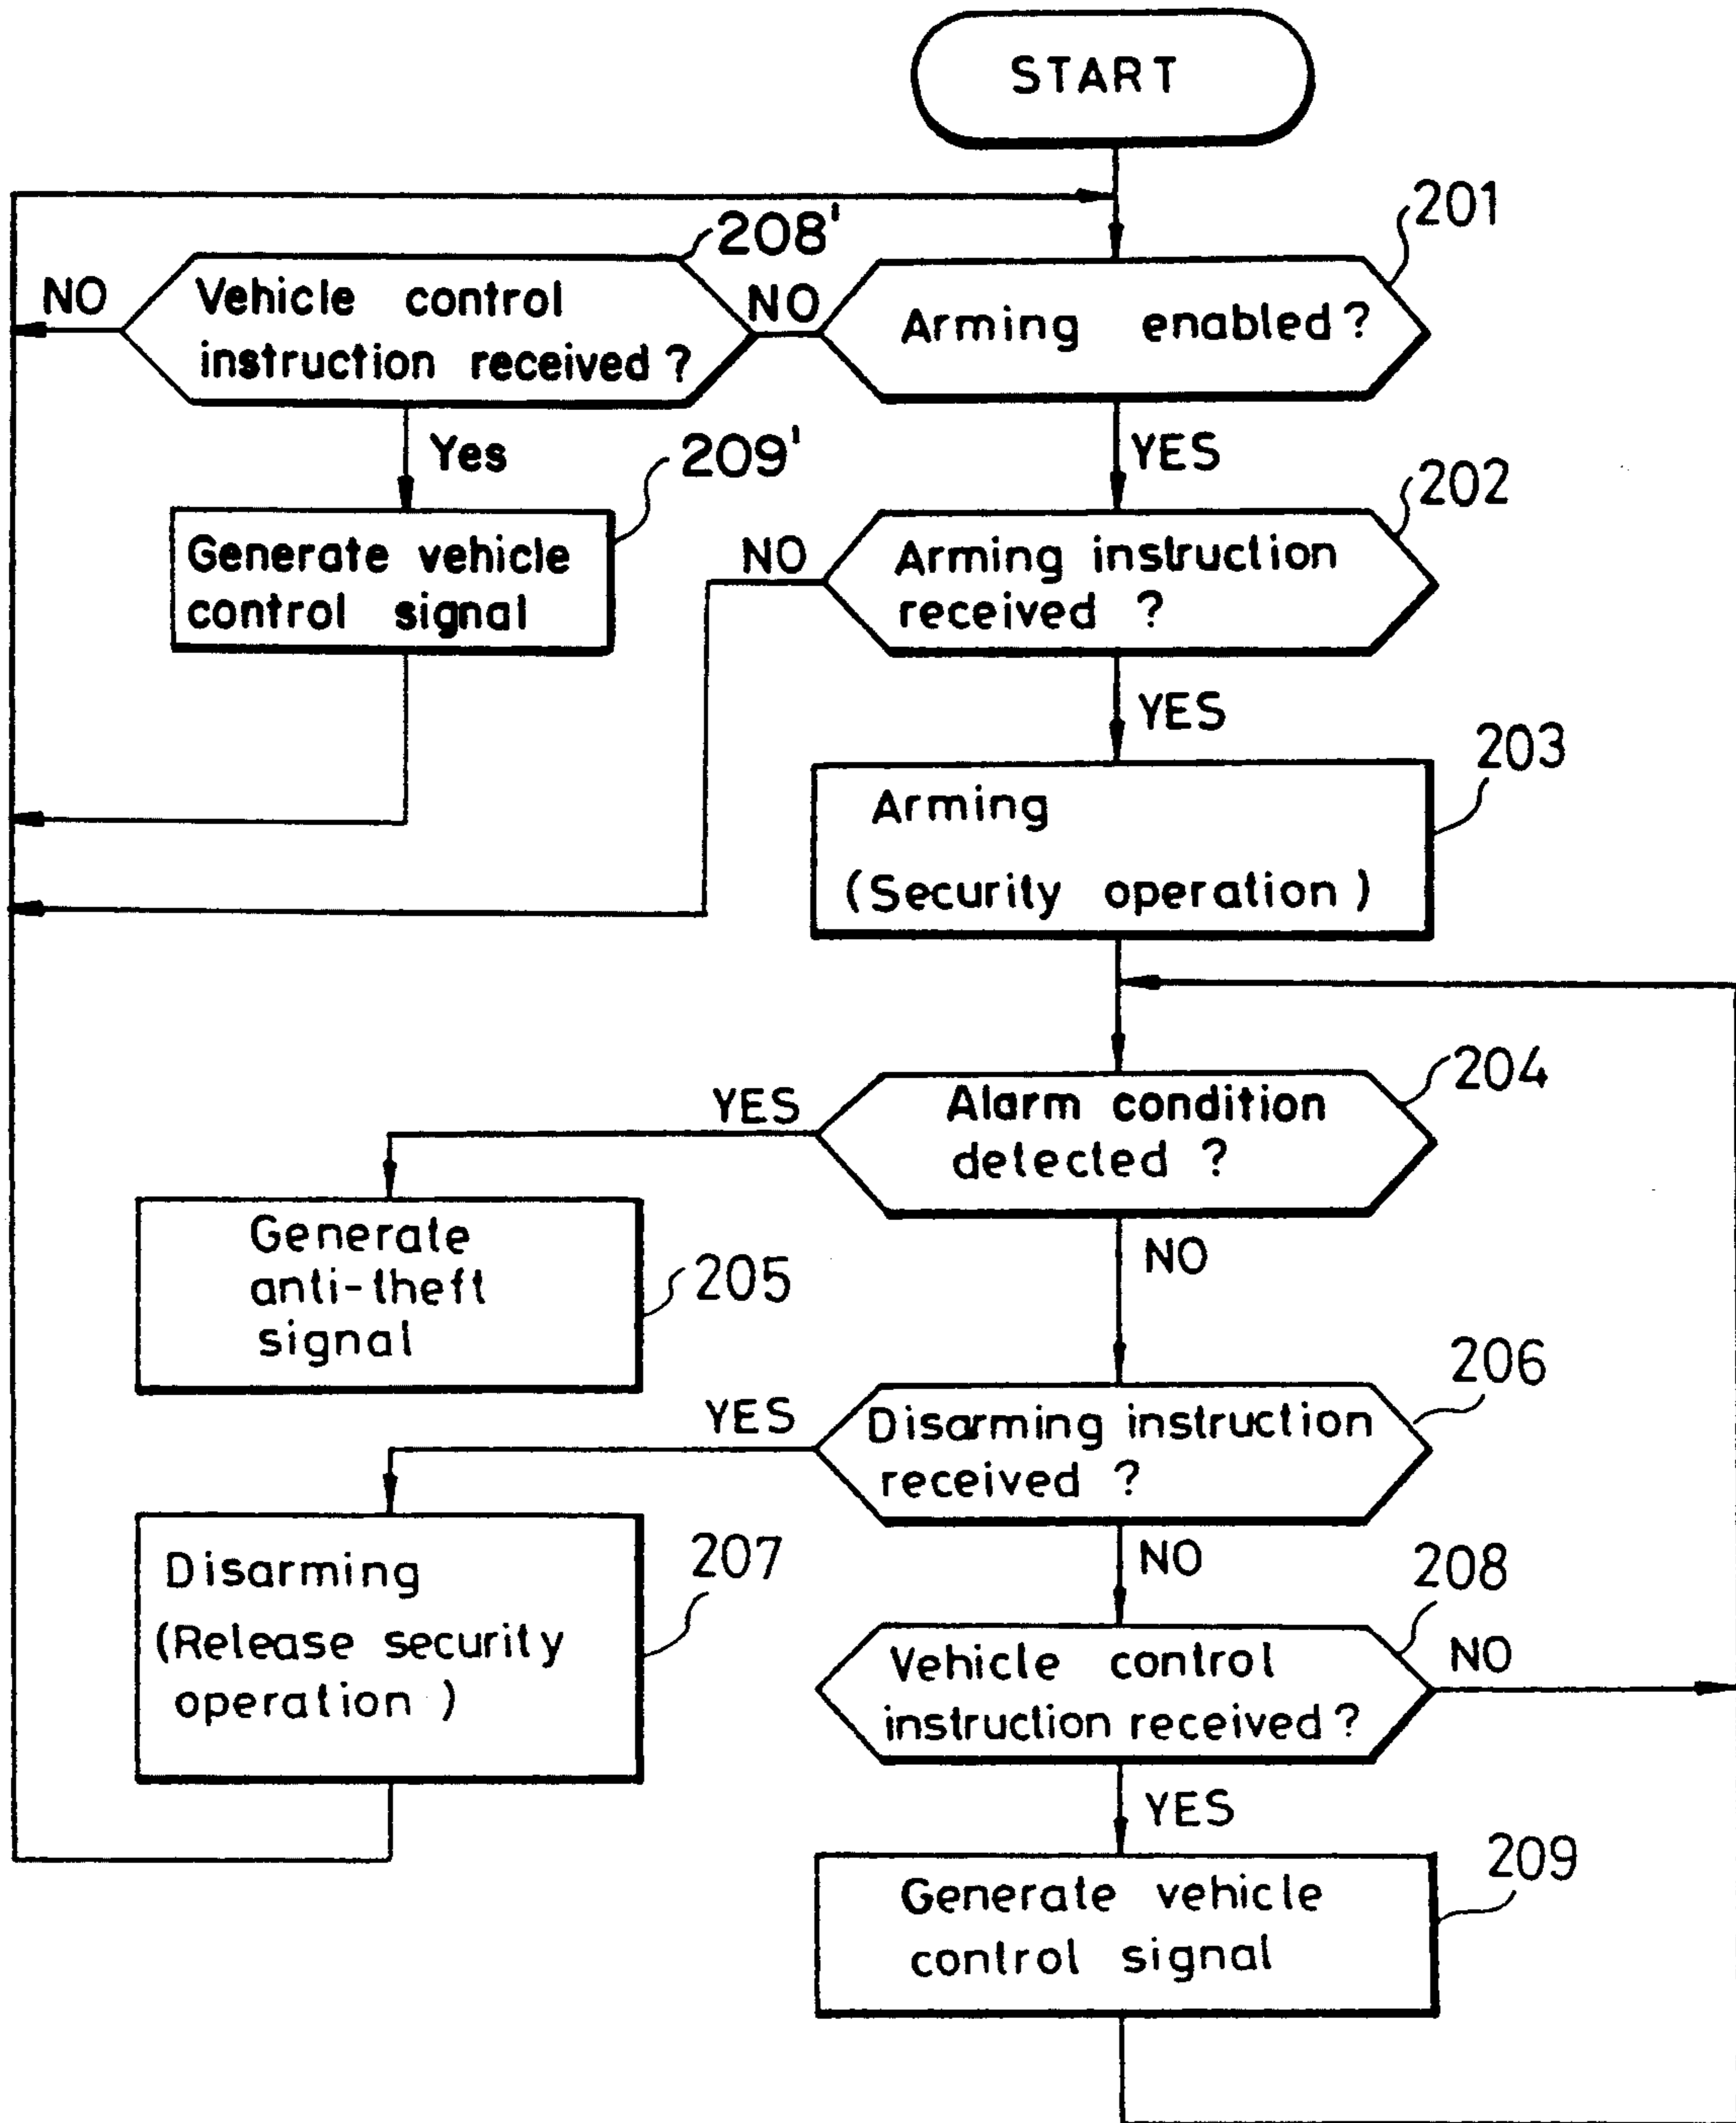 START
201
208'
NO
Vehicle control
instruction received?
NO
Arming enabled?
Yes
209'
YES
202
Generate vehicle
control signal
NO
Arming instruction
received ?
YES
203
Arming
(Security operation)
204
YES
Alarm condition
detected ?
Generate
anti-theft
signal
205
NO
206
YES
Disarming instruction
received ?
207
Disarming
(Release security
operation)
NO
208
Vehicle control
instruction received?
NO
YES
209
Generate vehicle
control signal